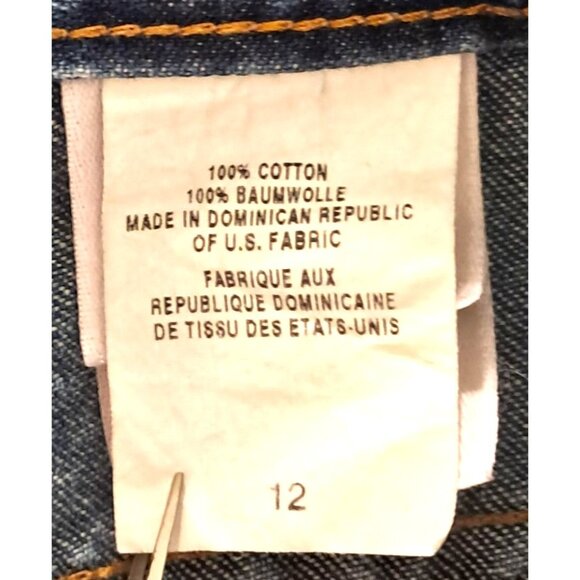 100% COTTON
100% BAUMWOLLE
MADE IN DOMINICAN REPUBLIC
OF U.S. FABRIC
FABRIQUE AUX
REPUBLIQUE DOMINICAINE
DE TISSU DES ETATS-UNIS
12